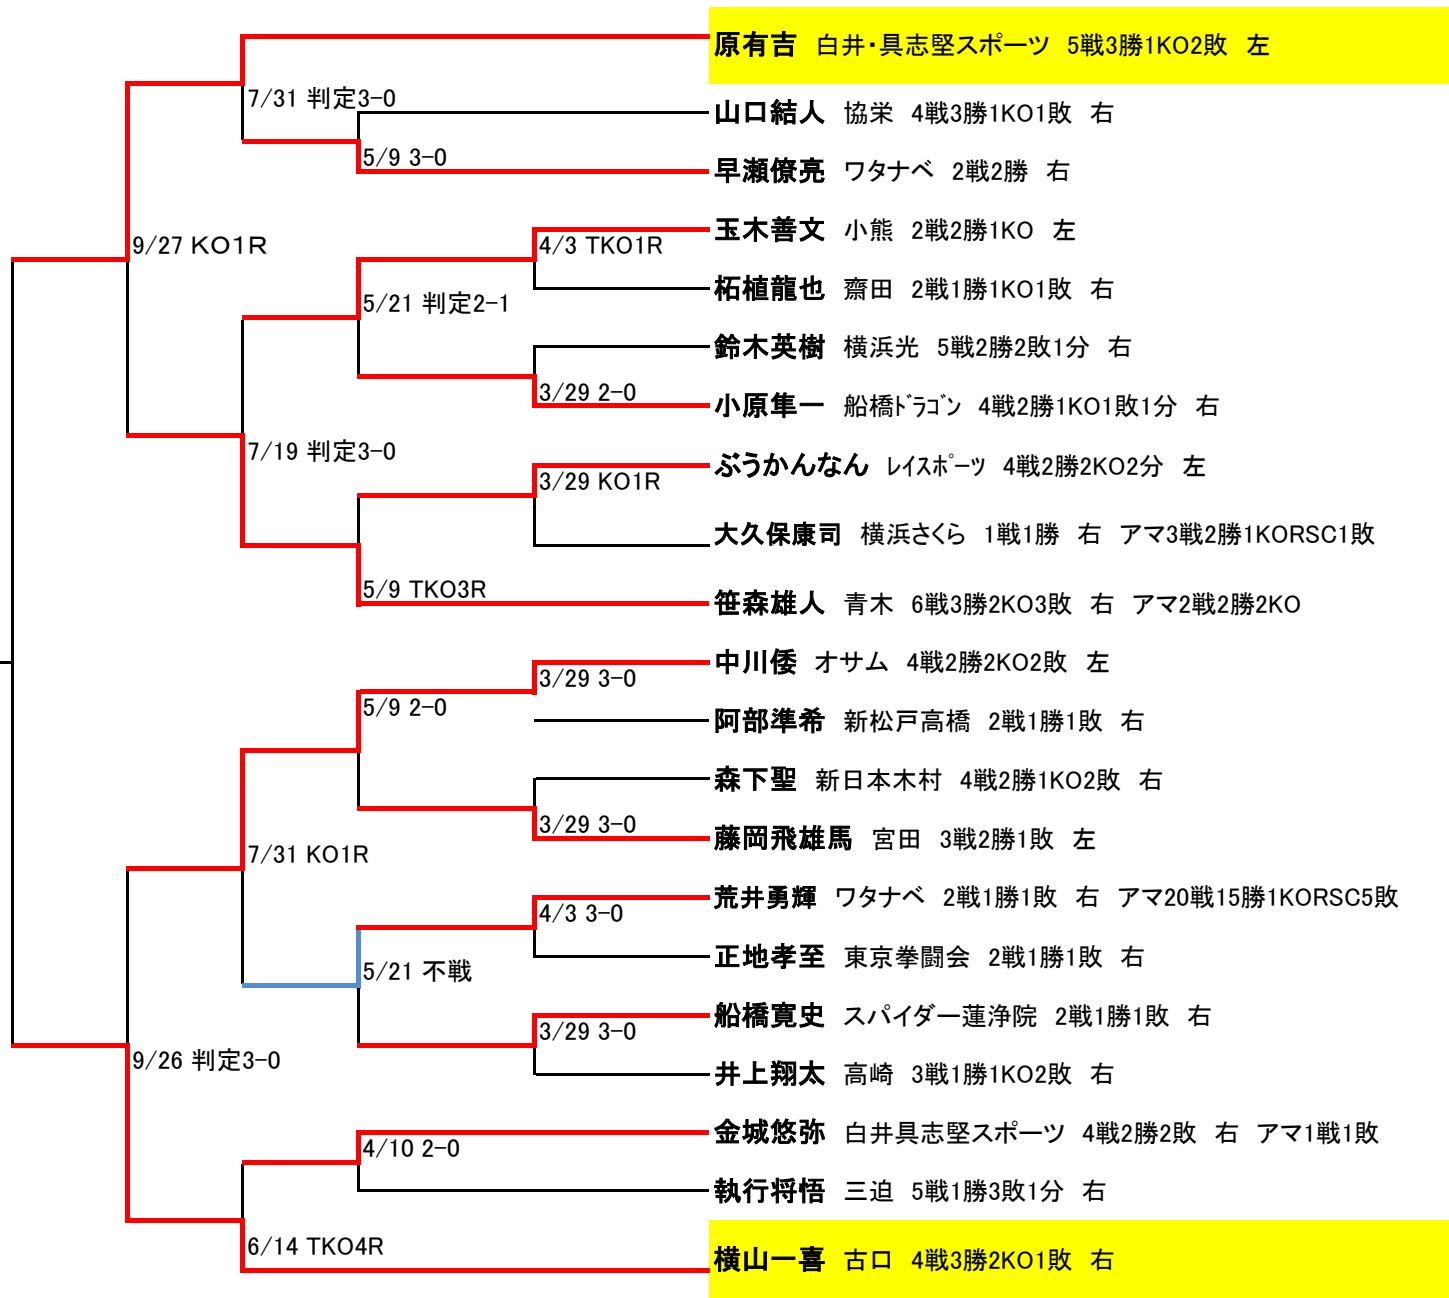 原有吉 白井・具志堅スポーツ 5戦3勝1KO2敗 左
7/31 判定3-0
山口結人 協栄 4戦3勝1KO1敗 右
5/9 3-0
早瀬僚亮 ワタナベ 2戦2勝 右
玉木善文 小熊 2戦2勝1KO 左
9/27 KO1R
4/3 TKO1R
柘植龍也 齋田 2戦1勝1KO1敗 右
5/21 判定2-1
鈴木英樹 横浜光 5戦2勝2敗1分 右
3/29 2-0
小原隼一 船橋ﾄﾞﾗｺﾞﾝ 4戦2勝1KO1敗1分 右
7/19 判定3-0
ぶうかんなん レイスポーツ 4戦2勝2KO2分 左
3/29 KO1R
大久保康司 横浜さくら 1戦1勝 右 アマ3戦2勝1KORSC1敗
5/9 TKO3R
笹森雄人 青木 6戦3勝2KO3敗 右 アマ2戦2勝2KO
中川倭 オサム 4戦2勝2KO2敗 左
3/29 3-0
5/9 2-0
阿部準希 新松戸高橋 2戦1勝1敗 右
森下聖 新日本木村 4戦2勝1KO2敗 右
3/29 3-0
藤岡飛雄馬 宮田 3戦2勝1敗 左
7/31 KO1R
荒井勇輝 ワタナベ 2戦1勝1敗 右 アマ20戦15勝1KORSC5敗
4/3 3-0
正地孝至 東京拳闘会 2戦1勝1敗 右
5/21 不戦
船橋寛史 スパイダー蓮浄院 2戦1勝1敗 右
3/29 3-0
9/26 判定3-0
井上翔太 高崎 3戦1勝1KO2敗 右
金城悠弥 白井具志堅スポーツ 4戦2勝2敗 右 アマ1戦1敗
4/10 2-0
執行将悟 三迫 5戦1勝3敗1分 右
6/14 TKO4R
横山一喜 古口 4戦3勝2KO1敗 右